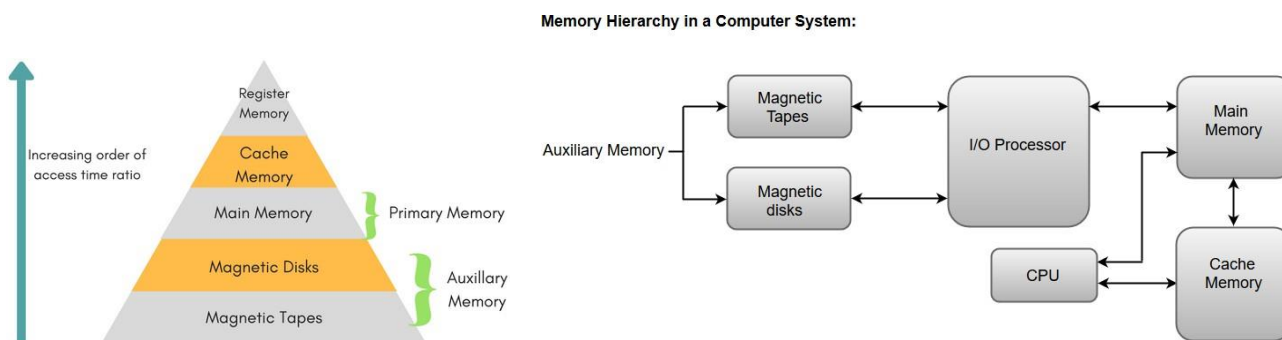 Memory Hierarchy in a Computer System:
Register
Memory
Cache
Memory
Main Memory
Magnetic Disks
Magnetic Tapes
Increasing order of
access time ratio
Primary Memory
Auxillary
Memory
Auxiliary Memory
Magnetic
Tapes
Magnetic
disks
I/O Processor
Main
Memory
CPU
Cache
Memory